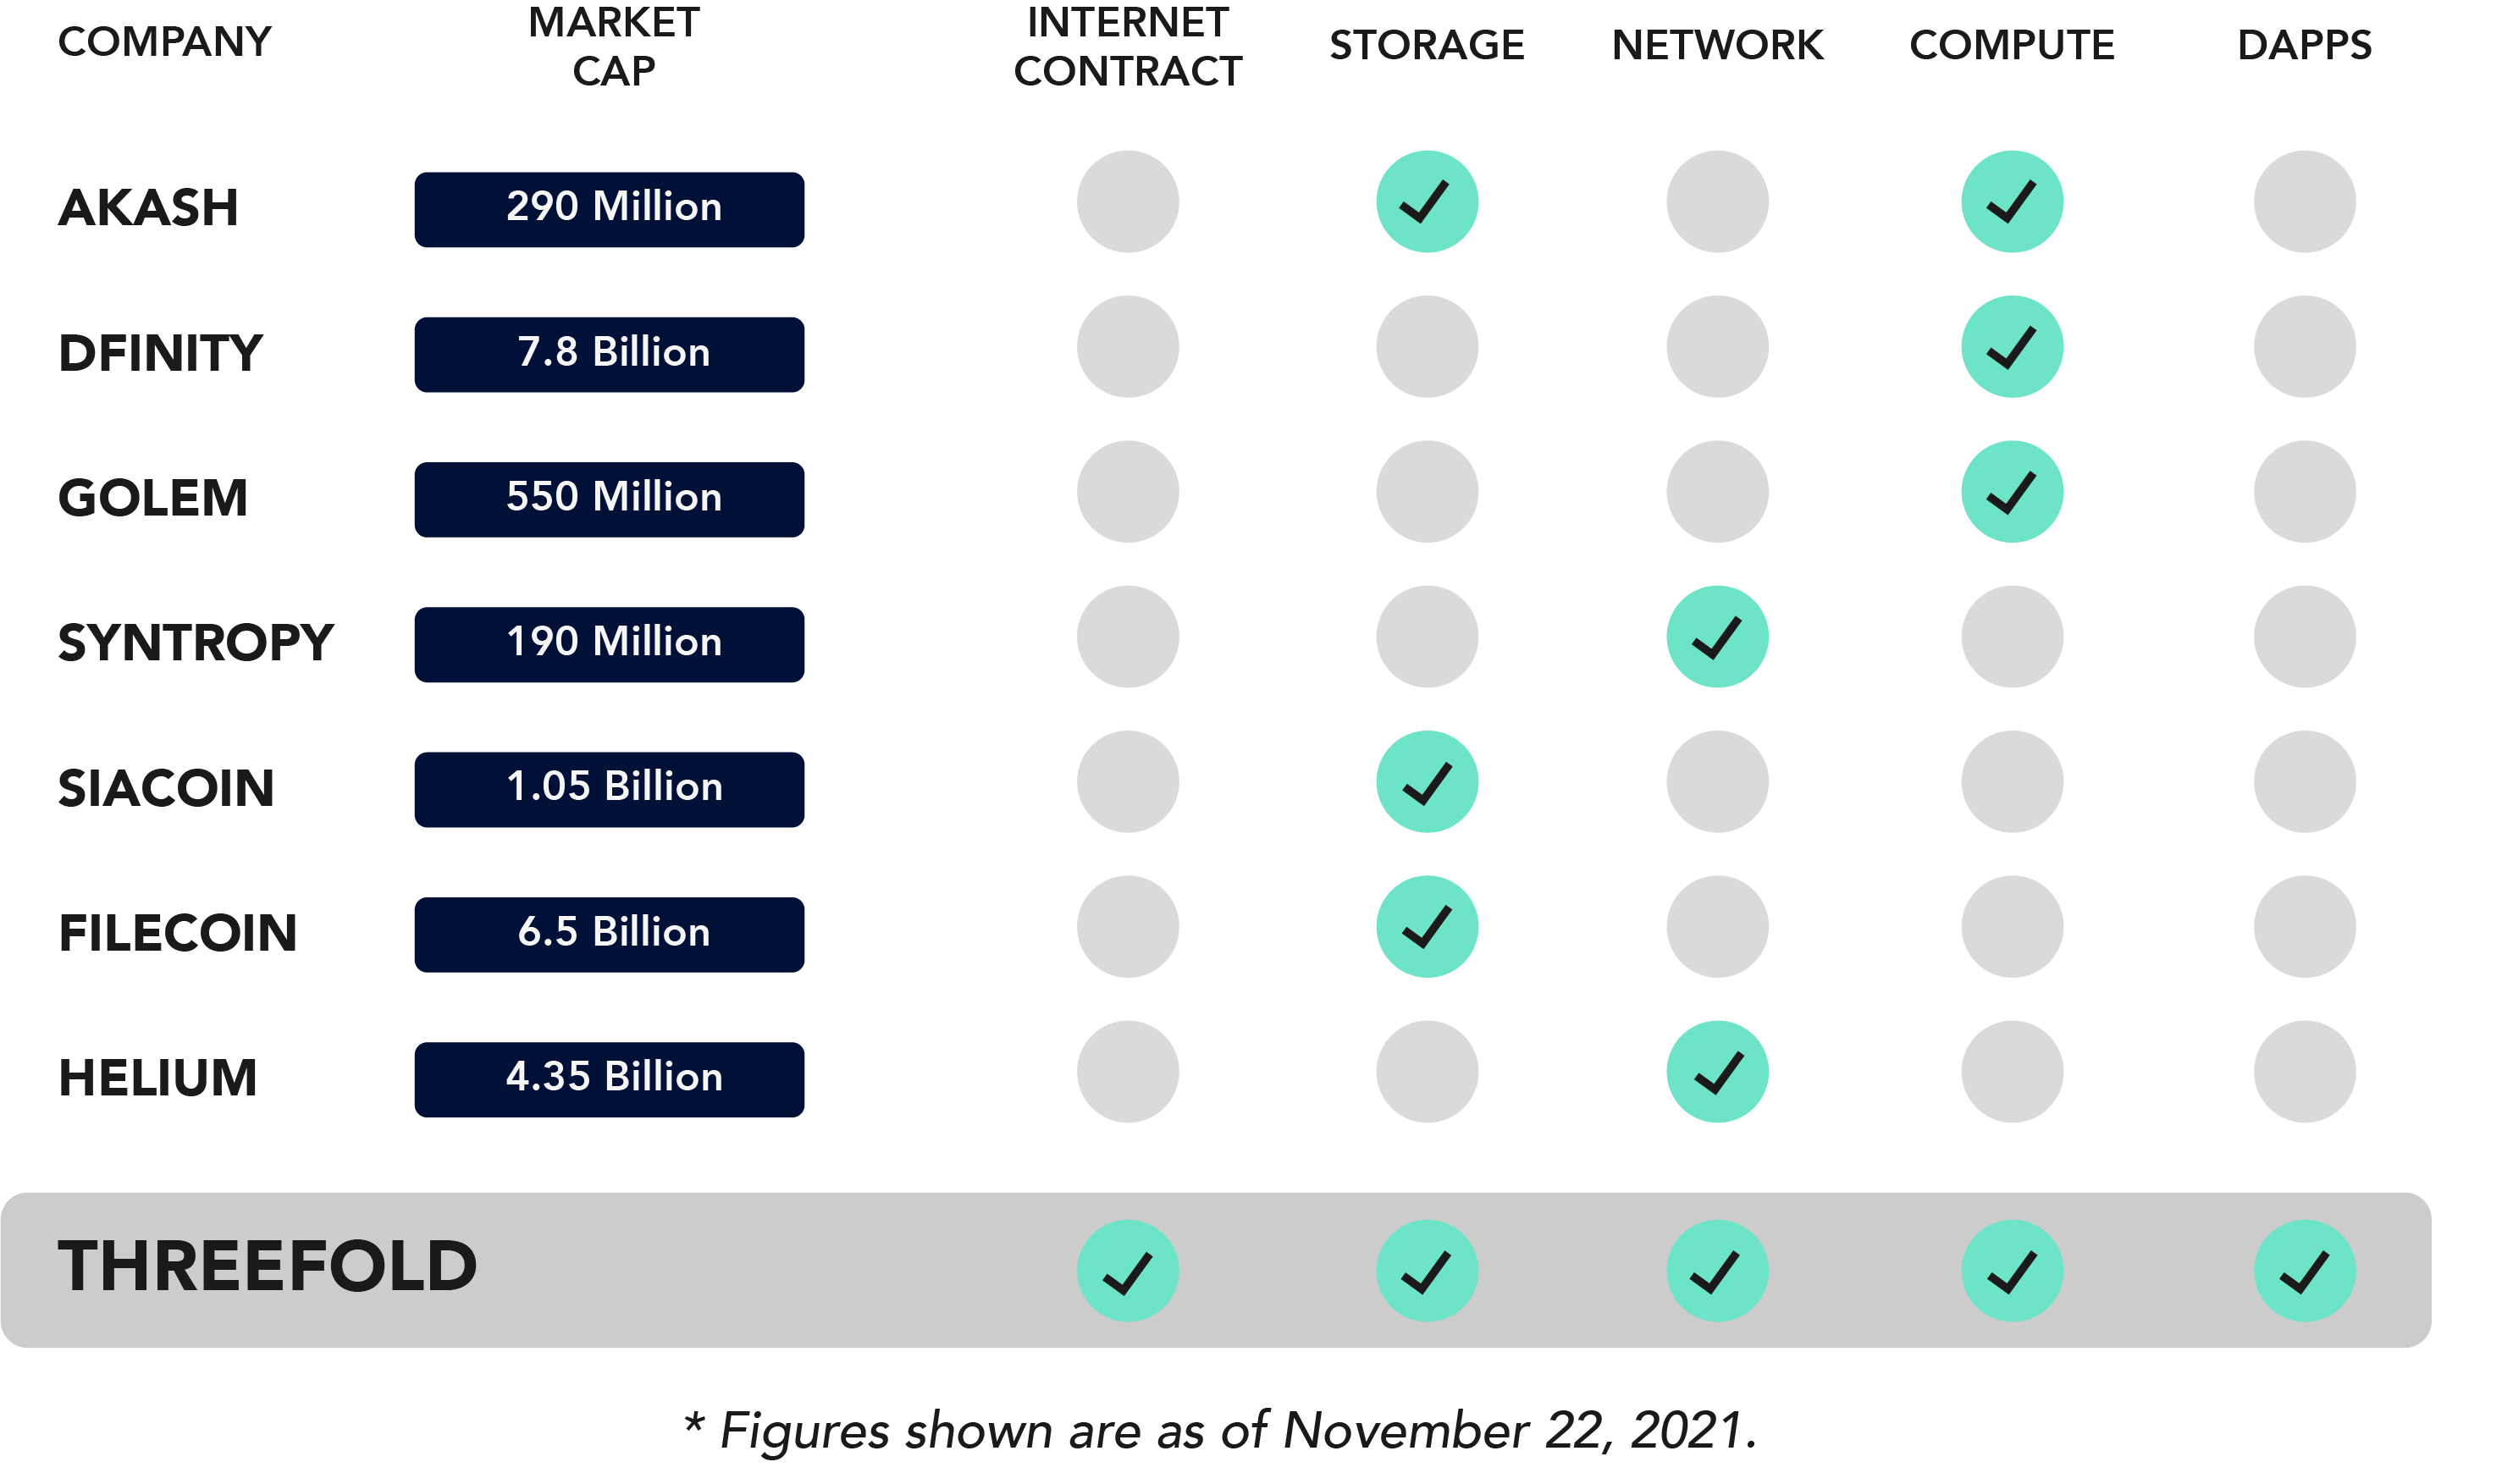 COMPANY
MARKET
CAP
INTERNET
CONTRACT
STORAGE
NETWORK
COMPUTE
DAPPS
AKASH
290 Million
DFINITY
7.8 Billion
GOLEM
550 Million
SYNTROPY
190 Million
SIACOIN
1.05 Billion
FILECOIN
6.5 Billion
HELIUM
4.35 Billion
THREEFOLD
* Figures shown are as of November 22, 2021.